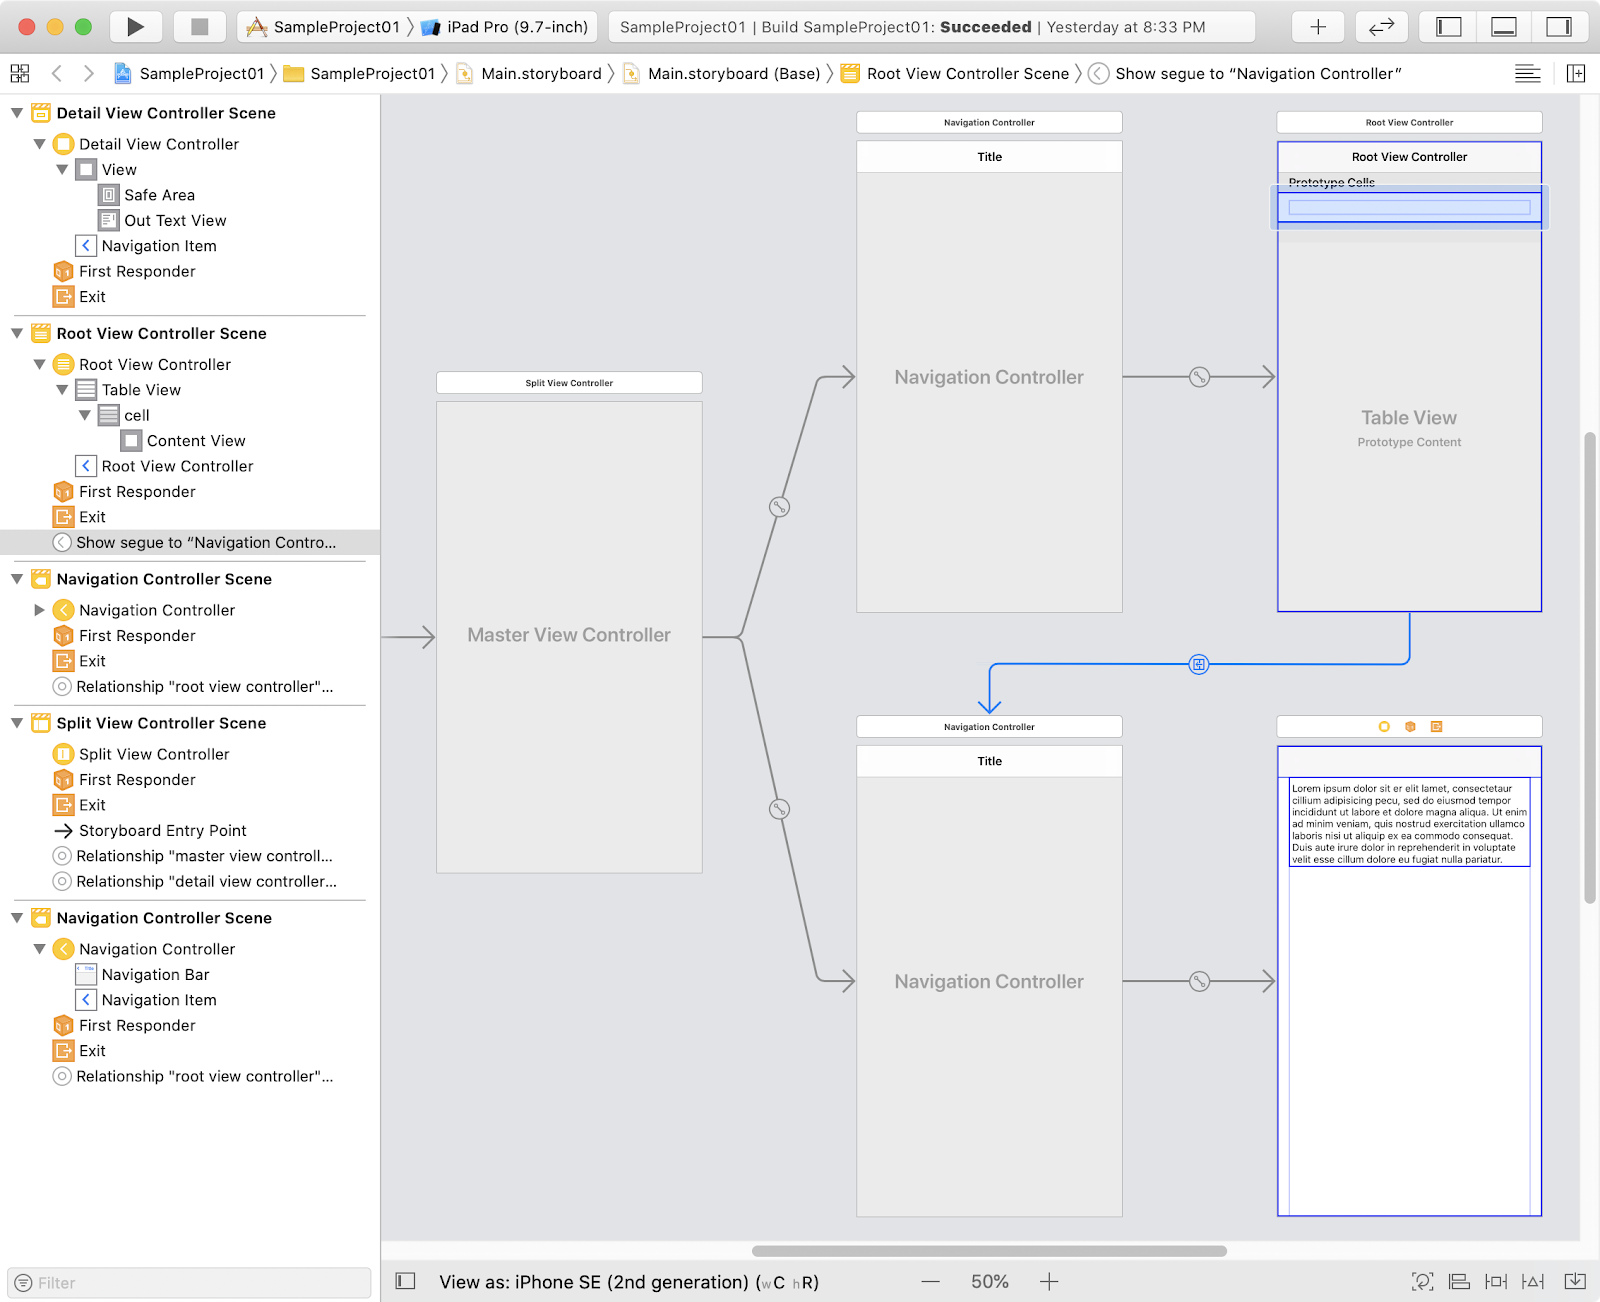 SampleProject01 〉 iPad Pro (9.7-inch)
SampleProject01 | Build SampleProject01: Succeeded | Yesterday at 8:33 PM
SampleProject01 〉 SampleProject01 〉 Main.storyboard 〉 Main.storyboard (Base) 〉 Root View Controller Scene 〉 Show segue to “Navigation Controller”
Detail View Controller Scene
Detail View Controller
View
Safe Area
Out Text View
Navigation Item
First Responder
Exit
Root View Controller Scene
Root View Controller
Table View
cell
Content View
Root View Controller
First Responder
Exit
Show segue to “Navigation Contro...
Navigation Controller Scene
Navigation Controller
First Responder
Exit
Relationship "root view controller"...
Split View Controller Scene
Split View Controller
First Responder
Exit
Storyboard Entry Point
Relationship "master view controll...
Relationship "detail view controller...
Navigation Controller Scene
Navigation Controller
Navigation Bar
Navigation Item
First Responder
Exit
Relationship "root view controller"...
Filter
Split View Controller
Master View Controller
Navigation Controller
Title
Navigation Controller
Root View Controller
Root View Controller
Prototype Cells
Table View
Prototype Content
Navigation Controller
Title
Navigation Controller
Lorem ipsum dolor sit er elit lamet, consectetaur
cillium adipisicing pecu, sed do eiusmod tempor
incididunt ut labore et dolore magna aliqua. Ut enim
ad minim veniam, quis nostrud exercitation ullamco
laboris nisi ut aliquip ex ea commodo consequat.
Duis aute irure dolor in reprehenderit in voluptate
velit esse cillum dolore eu fugiat nulla pariatur.
View as: iPhone SE (2nd generation) (wC hR)
50%